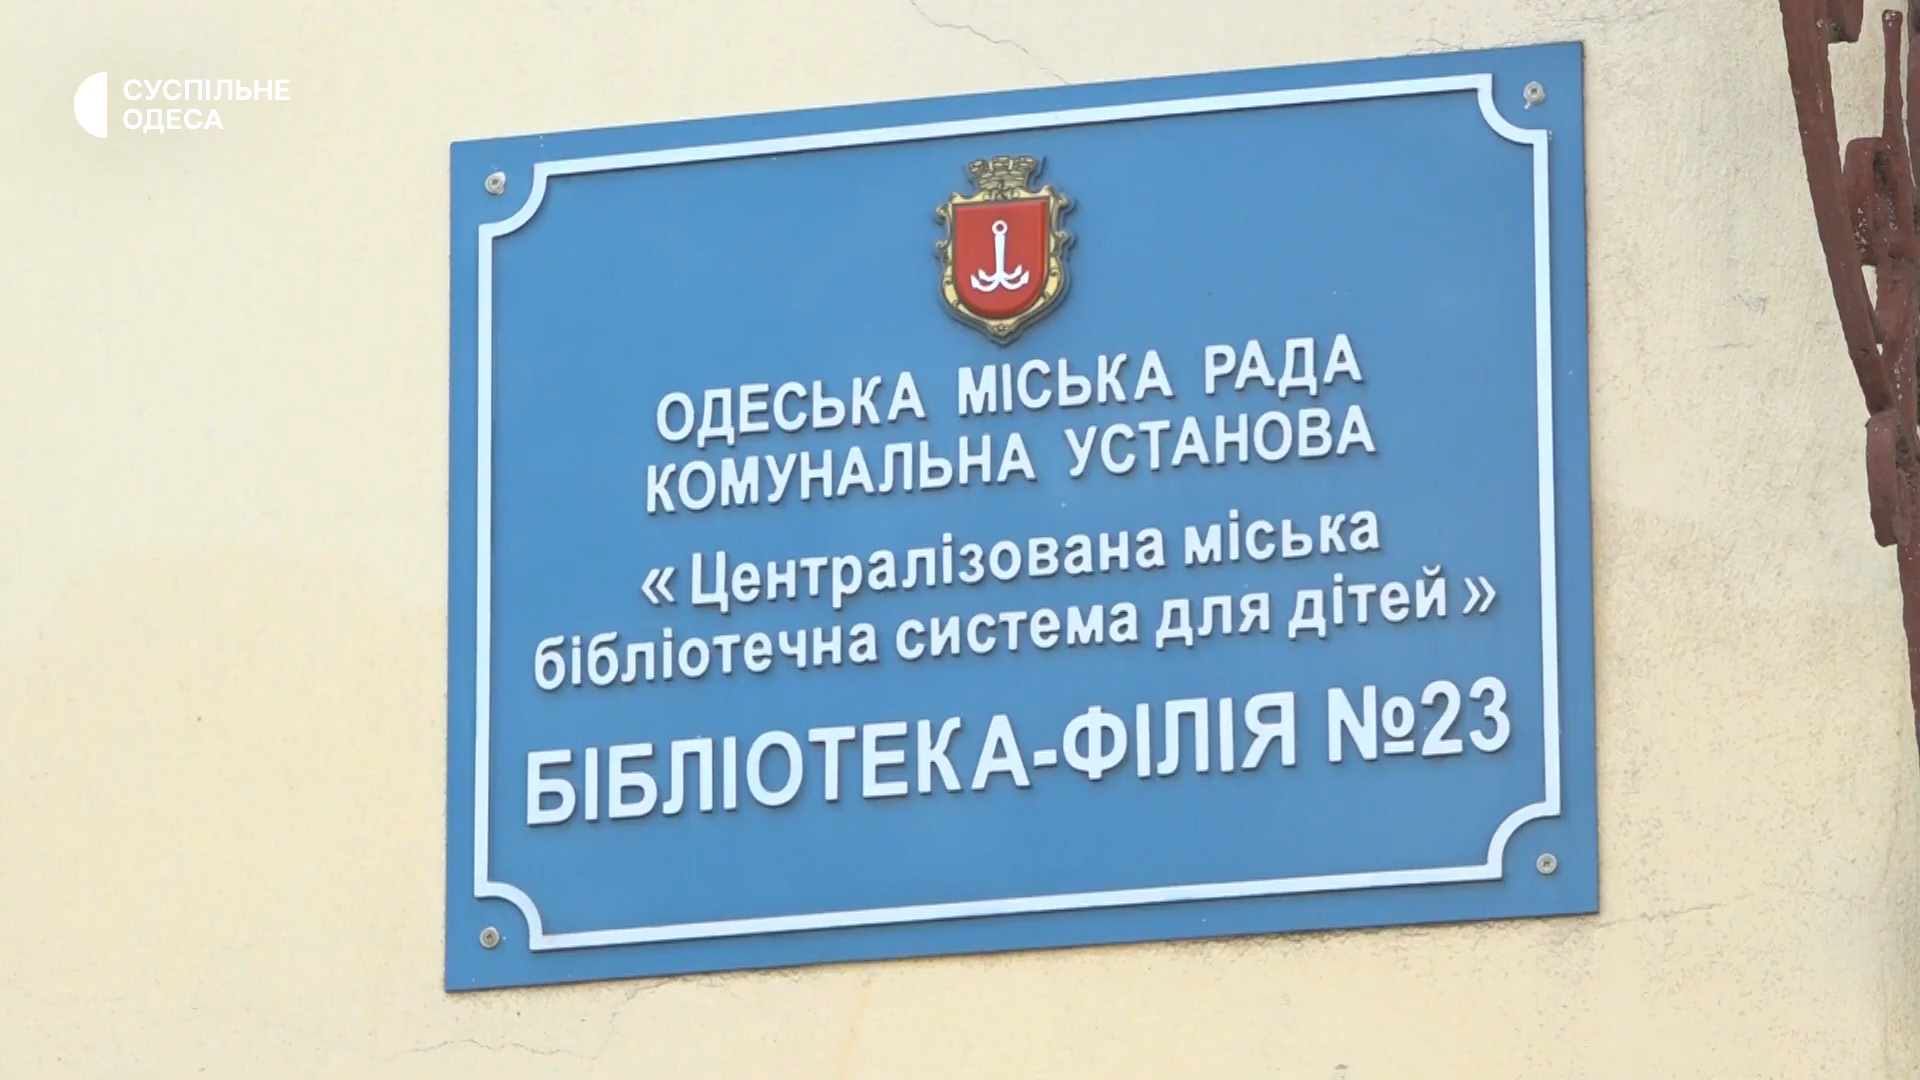 СУСПІЛЬНЕ
ОДЕСА
ОДЕСЬКА МІСЬКА РАДА
КОМУНАЛЬНА УСТАНОВА
« Централізована міська
бібліотечна система для дітей »
БІБЛІОТЕКА-ФІЛІЯ №23